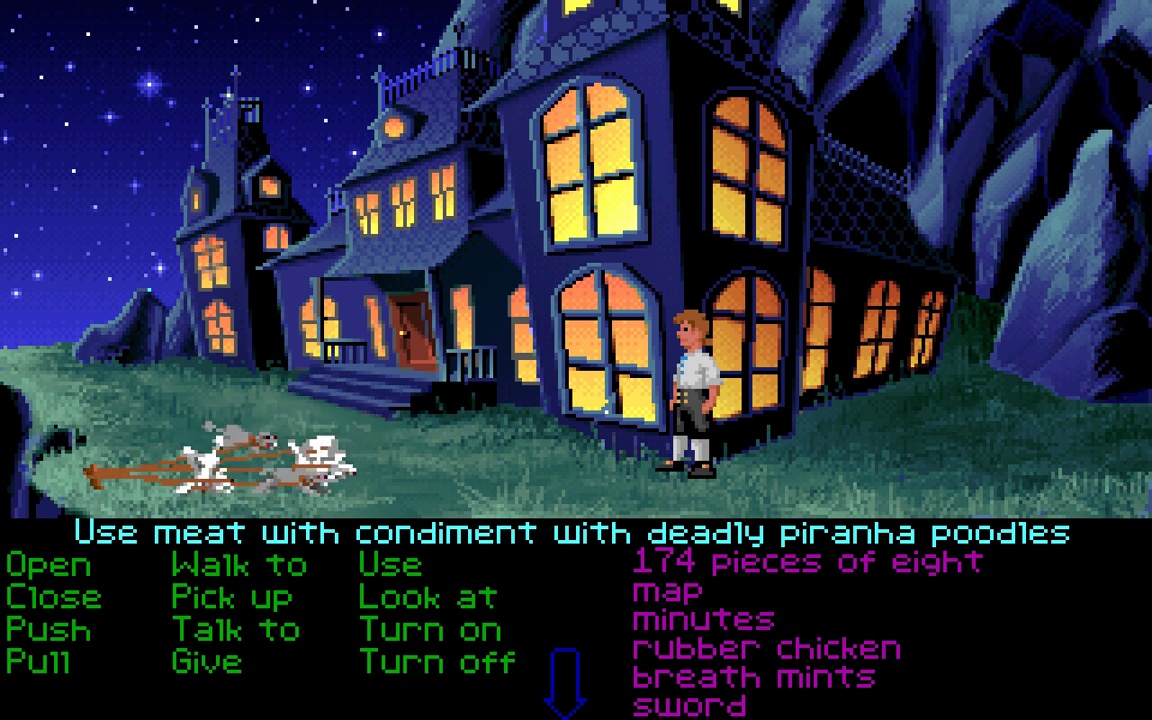 Use meat with condiment with deadly piranha poodles
Open Walk to Use
Close Pick up Look at
Push Talk to Turn on
Pull Give Turn off
174 pieces of eight
map
minutes
rubber chicken
breath mints
sword